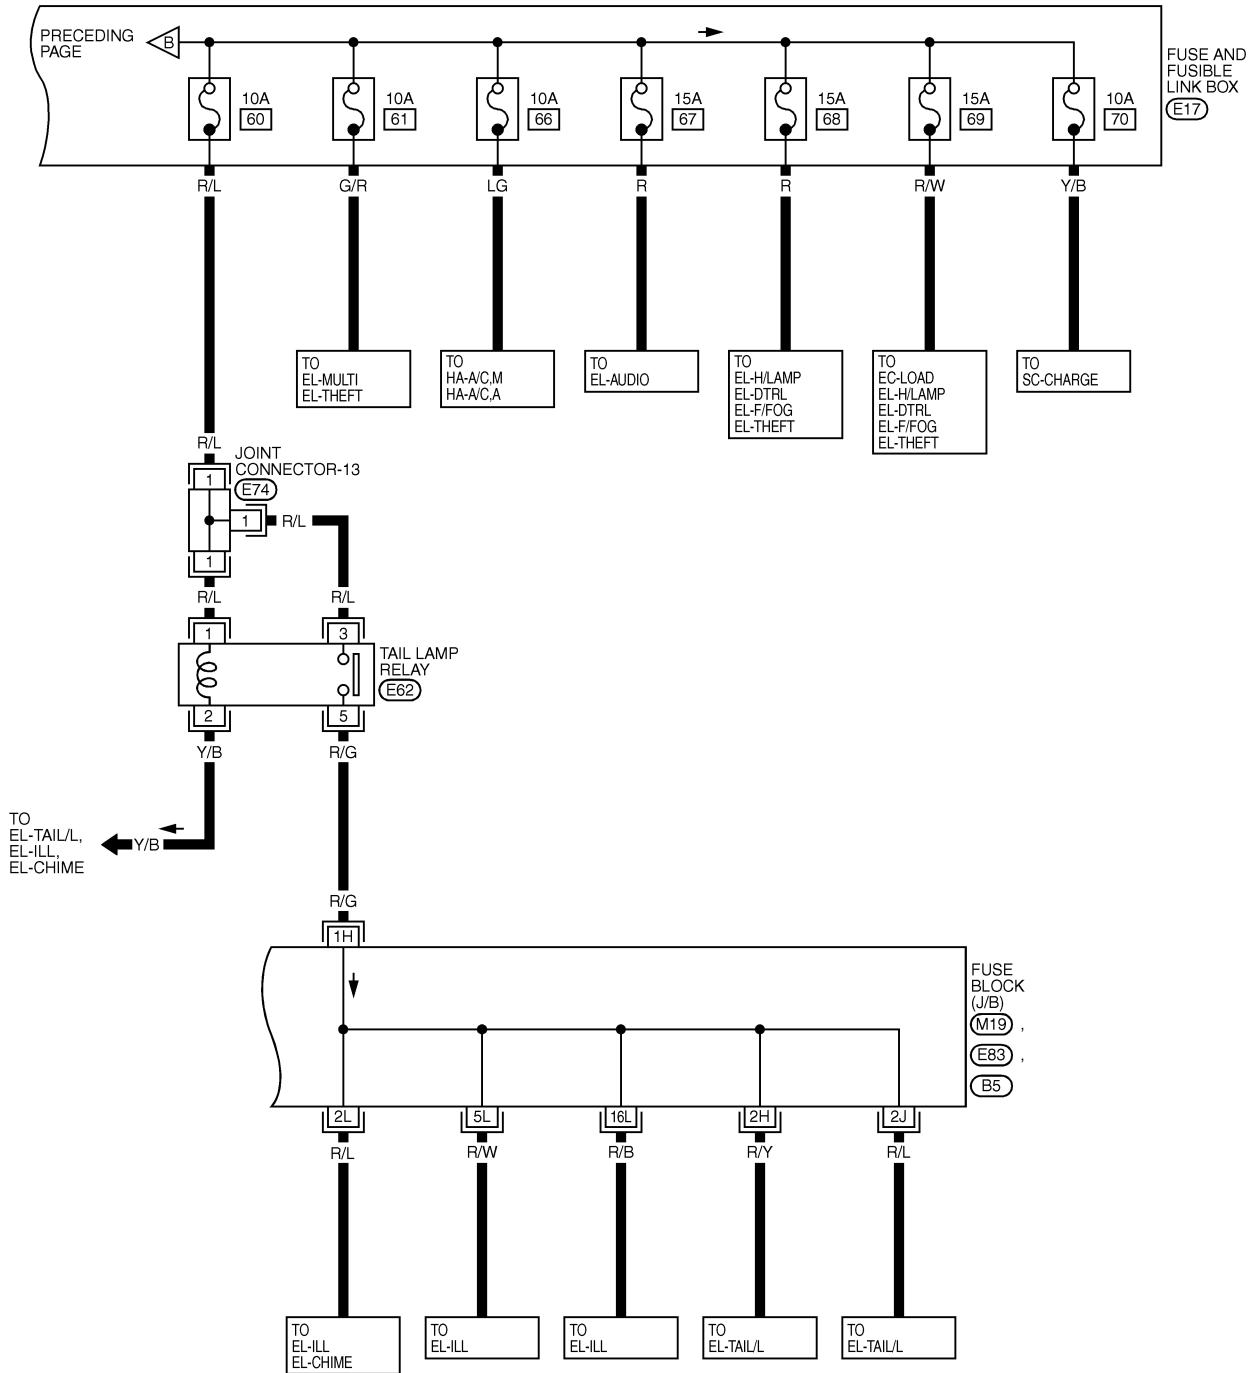 PRECEDING
PAGE
B
FUSE AND
FUSIBLE
LINK BOX
E17
10A
60
10A
61
10A
66
15A
67
15A
68
15A
69
10A
70
R/L
G/R
LG
R
R
R/W
Y/B
TO
EL-MULTI
EL-THEFT
TO
HA-A/C,M
HA-A/C,A
TO
EL-AUDIO
TO
EL-H/LAMP
EL-DTRL
EL-F/FOG
EL-THEFT
TO
EC-LOAD
EL-H/LAMP
EL-DTRL
EL-F/FOG
EL-THEFT
TO
SC-CHARGE
R/L
JOINT
CONNECTOR-13
E74
1
1
R/L
1
R/L
R/L
1
3
TAIL LAMP
RELAY
E62
2
5
Y/B
R/G
TO
EL-TAIL/L,
EL-ILL,
EL-CHIME
Y/B
R/G
1H
FUSE
BLOCK
(J/B)
M19 ,
E83 ,
B5
2L
5L
16L
2H
2J
R/L
R/W
R/B
R/Y
R/L
TO
EL-ILL
EL-CHIME
TO
EL-ILL
TO
EL-ILL
TO
EL-TAIL/L
TO
EL-TAIL/L